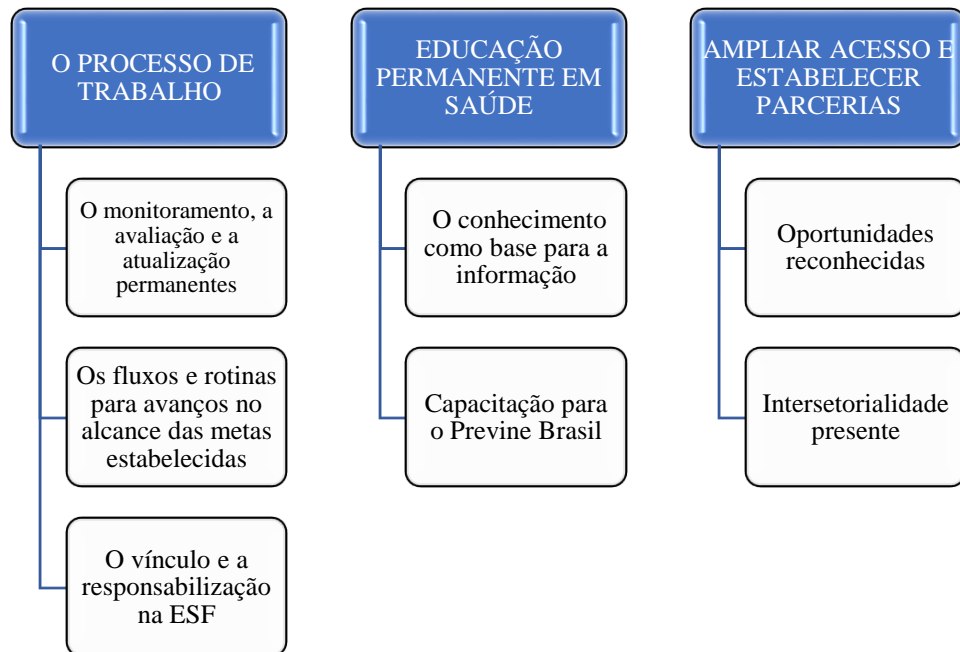 O PROCESSO DE
TRABALHO
O monitoramento, a
avaliação e a
atualização
permanentes
Os fluxos e rotinas
para avanços no
alcance das metas
estabelecidas
O vínculo e a
responsabilização
na ESF
EDUCAÇÃO
PERMANENTE EM
SAÚDE
O conhecimento
como base para a
informação
Capacitação para
o Previne Brasil
AMPLIAR ACESSO E
ESTABELECER
PARCERIAS
Oportunidades
reconhecidas
Intersetorialidade
presente